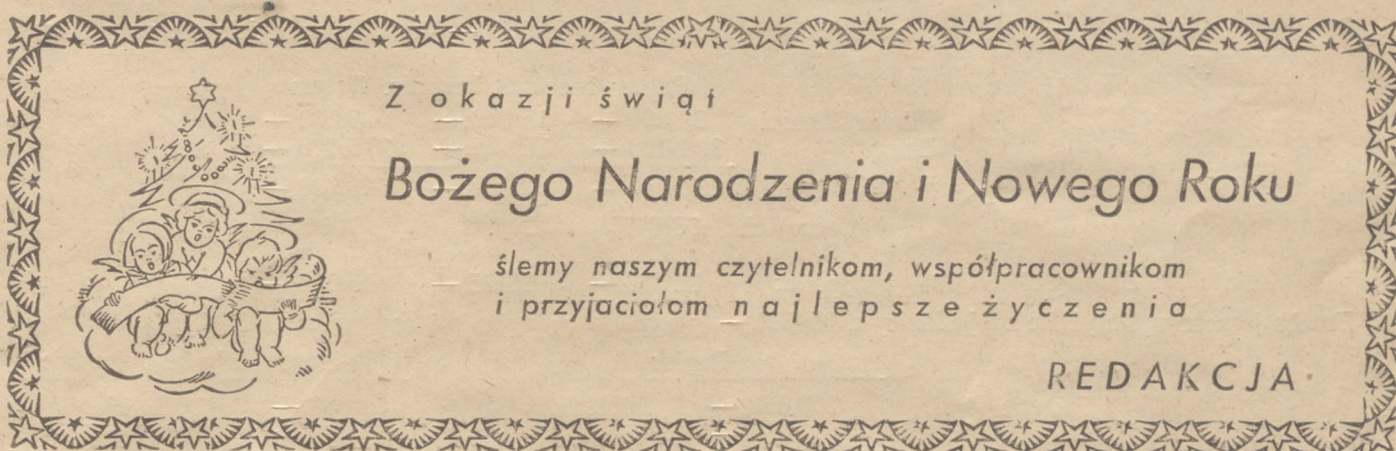 Z okazji świąt
Bożego Narodzenia i Nowego Roku
ślemy naszym czytelnikom, współpracownikom
i przyjaciołom najlepsze życzenia
REDAKCJA